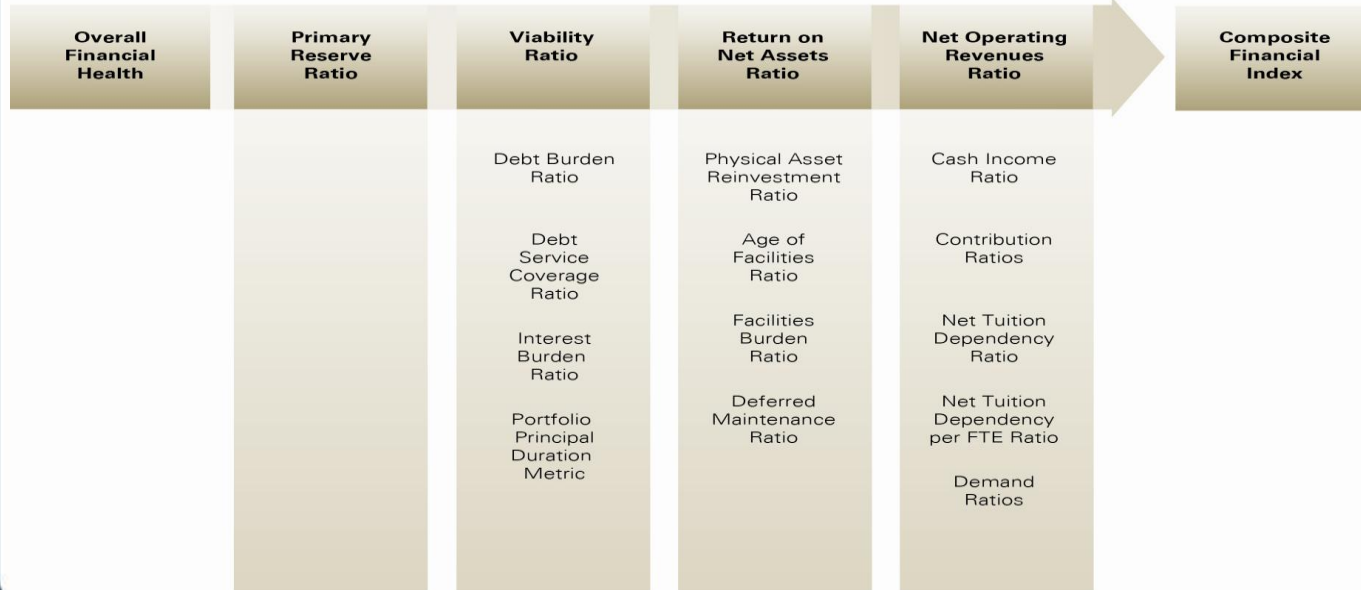 Overall
Financial
Health
Primary
Reserve
Ratio
Viability
Ratio
Return on
Net Assets
Ratio
Net Operating
Revenues
Ratio
Composite
Financial
Index
Debt Burden
Ratio
Debt
Service
Coverage
Ratio
Interest
Burden
Ratio
Portfolio
Principal
Duration
Metric
Physical Asset
Reinvestment
Ratio
Age of
Facilities
Ratio
Facilities
Burden
Ratio
Deferred
Maintenance
Ratio
Cash Income
Ratio
Contribution
Ratios
Net Tuition
Dependency
Ratio
Net Tuition
Dependency
per FTE Ratio
Demand
Ratios